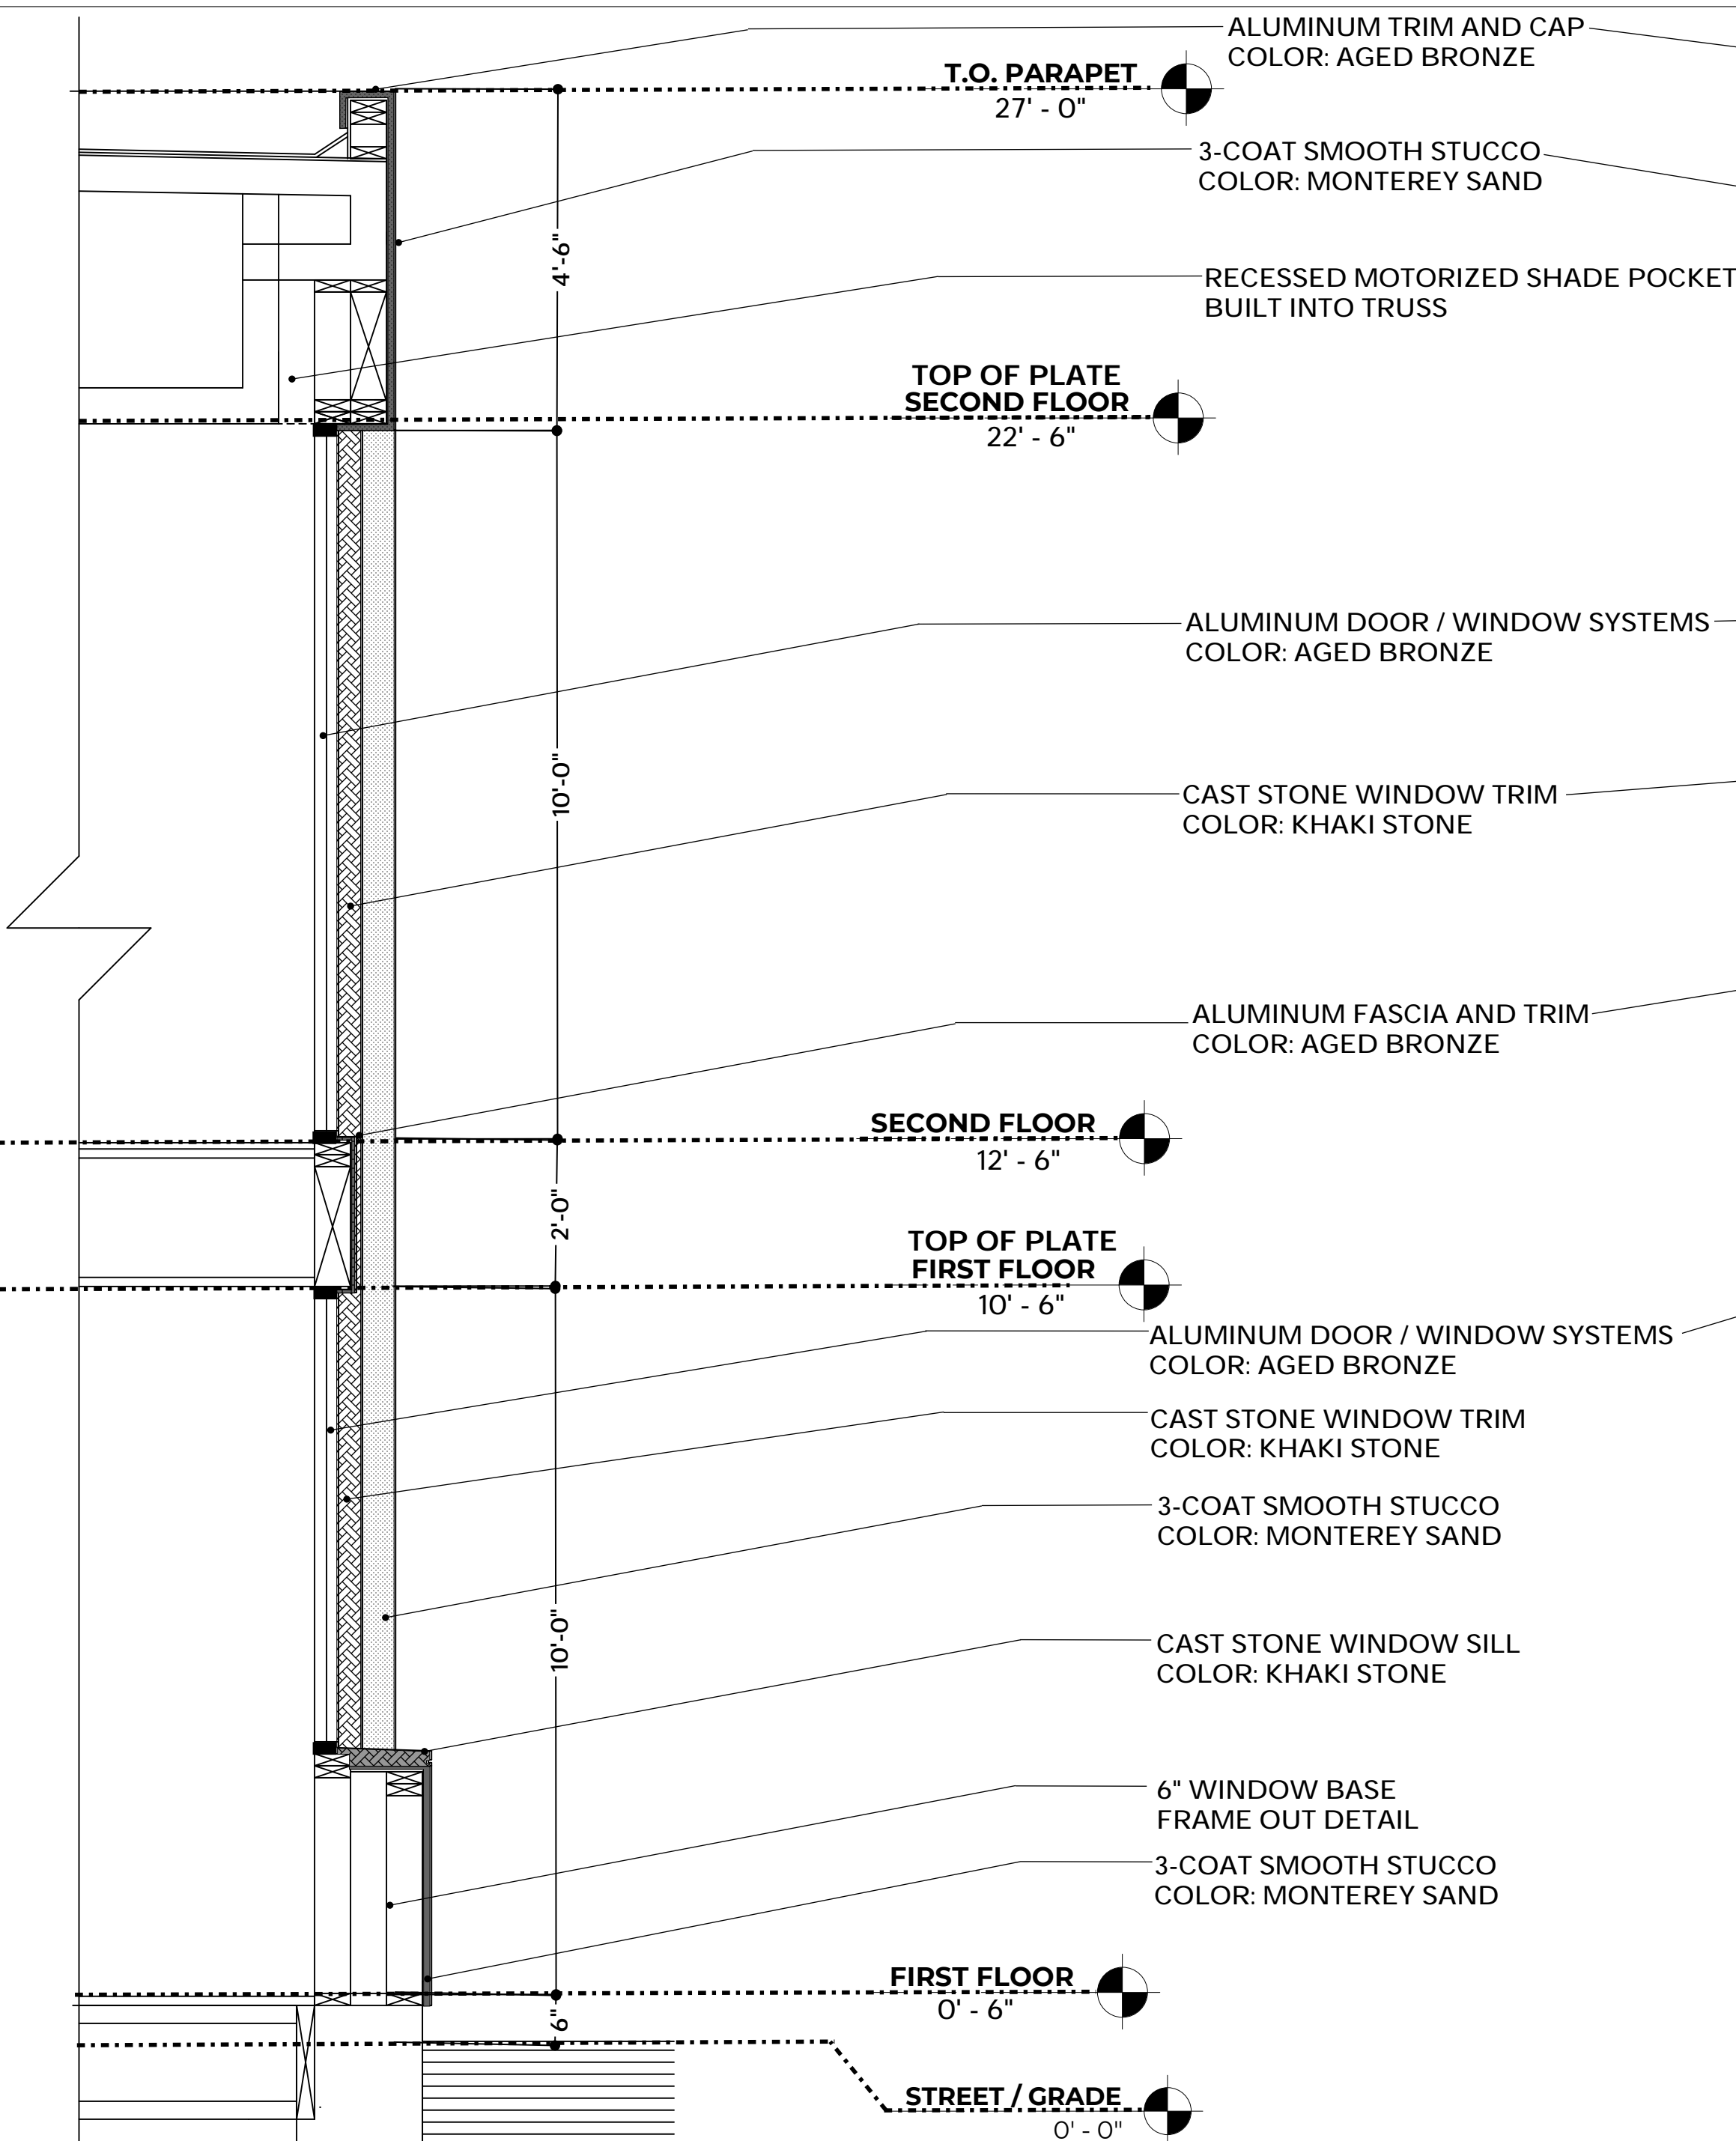 ALUMINUM TRIM AND CAP
COLOR: AGED BRONZE
T.O. PARAPET
27' - 0"
3-COAT SMOOTH STUCCO
COLOR: MONTEREY SAND
4'-6"
RECESSED MOTORIZED SHADE POCKET
BUILT INTO TRUSS
TOP OF PLATE
SECOND FLOOR
22' - 6"
ALUMINUM DOOR / WINDOW SYSTEMS
COLOR: AGED BRONZE
10'-0"
CAST STONE WINDOW TRIM
COLOR: KHAKI STONE
ALUMINUM FASCIA AND TRIM
COLOR: AGED BRONZE
SECOND FLOOR
12' - 6"
2'-0"
TOP OF PLATE
FIRST FLOOR
10' - 6"
ALUMINUM DOOR / WINDOW SYSTEMS
COLOR: AGED BRONZE
CAST STONE WINDOW TRIM
COLOR: KHAKI STONE
3-COAT SMOOTH STUCCO
COLOR: MONTEREY SAND
10'-0"
CAST STONE WINDOW SILL
COLOR: KHAKI STONE
6" WINDOW BASE
FRAME OUT DETAIL
3-COAT SMOOTH STUCCO
COLOR: MONTEREY SAND
FIRST FLOOR
0' - 6"
6"
STREET / GRADE
0' - 0"